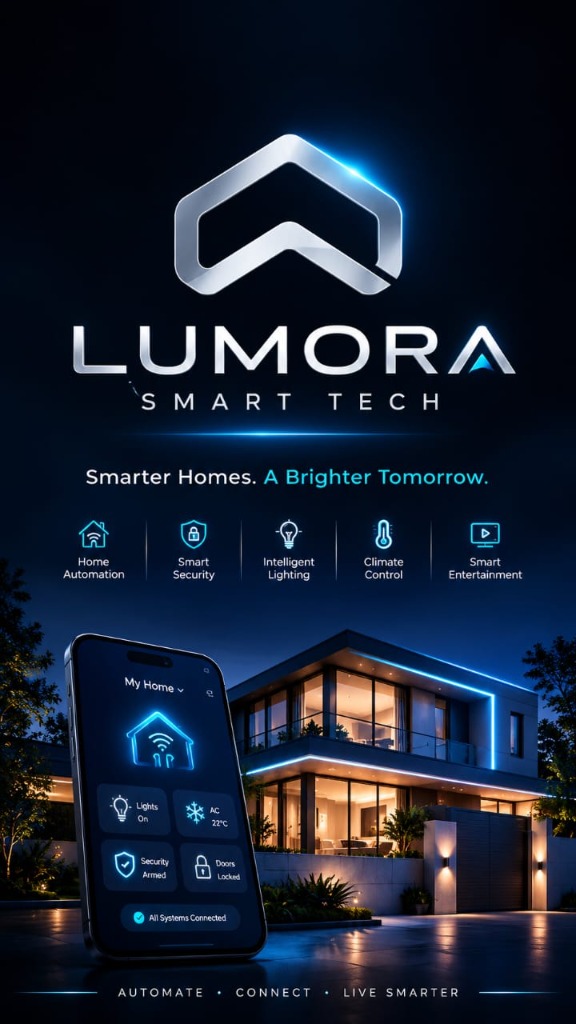 LUMORA
SMART TECH
Smarter Homes. A Brighter Tomorrow.
Home
Automation
Smart
Security
Intelligent
Lighting
Climate
Control
Smart
Entertainment
My Home
Lights
On
AC
22°C
Security
Armed
Doors
Locked
All Systems Connected
AUTOMATE • CONNECT • LIVE SMARTER